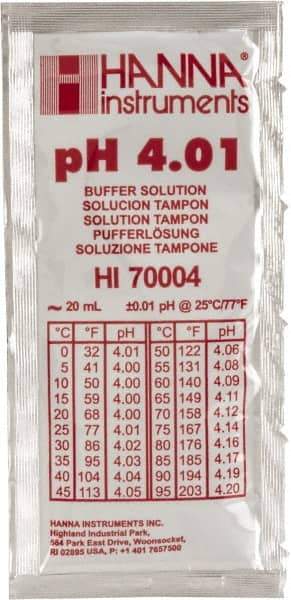 HANNA®
instruments
pH 4.01
BUFFER SOLUTION
SOLUCION TAMPON
SOLUTION TAMPON
PUFFERLÖSUNG
SOLUZIONE TAMPONE
HI 70004
~ 20 mL ±0.01 pH @ 25°C/77°F
°C °F pH °C °F pH
0 32 4.01 50 122 4.06
5 41 4.00 55 131 4.08
10 50 4.00 60 140 4.09
15 59 4.00 65 149 4.11
20 68 4.00 70 158 4.12
25 77 4.01 75 167 4.14
30 86 4.02 80 176 4.16
35 95 4.03 85 185 4.17
40 104 4.04 90 194 4.19
45 113 4.05 95 203 4.20
HANNA INSTRUMENTS INC.
Highland Industrial Park,
584 Park East Drive, Woonsocket,
RI 02895 USA, P: +1 401 7657500